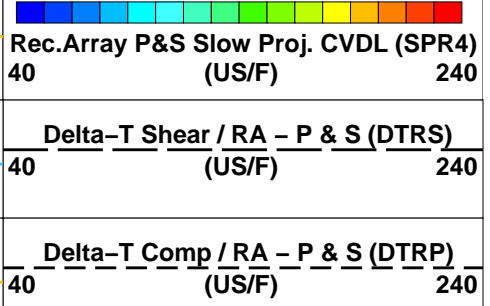 Rec.Array P&S Slow Proj. CVDL (SPR4)
40 (US/F) 240
Delta–T Shear / RA – P & S (DTRS)
40 (US/F) 240
Delta–T Comp / RA – P & S (DTRP)
40 (US/F) 240